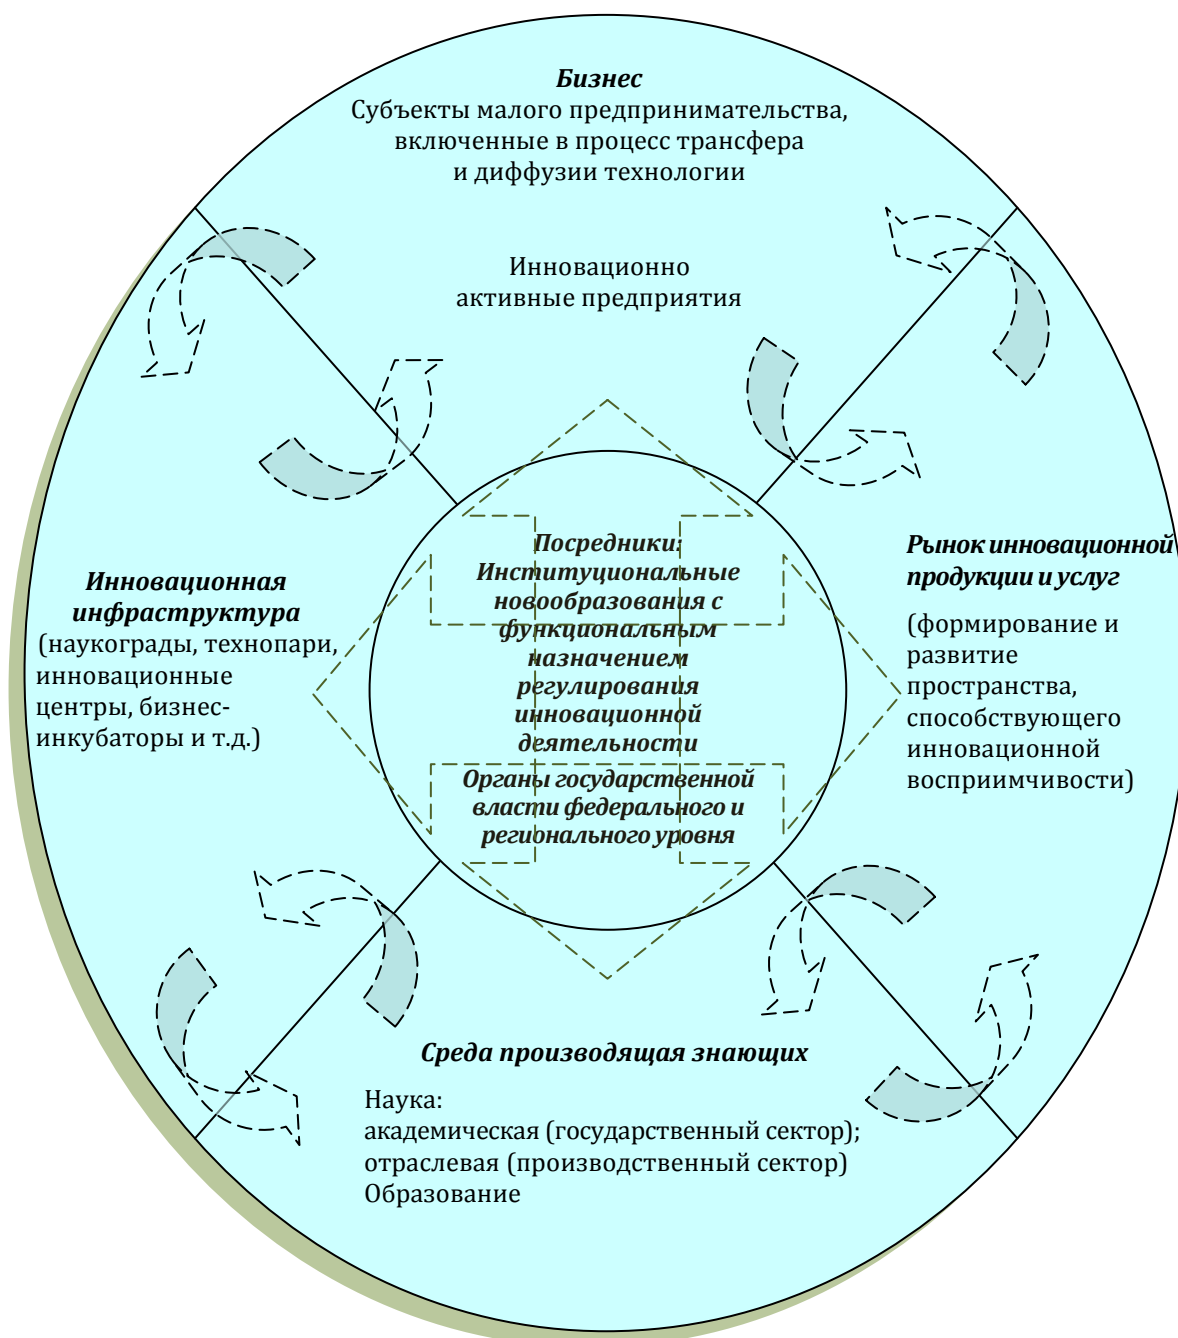 Бизнес
Субъекты малого предпринимательства,
включенные в процесс трансфера
и диффузии технологии
Инновационно
активные предприятия
Инновационная
инфраструктура
(наукограды, технопари,
инновационные
центры, бизнес-
инкубаторы и т.д.)
Посредники:
Институциональные
новообразования с
функциональным
назначением
регулирования
инновационной
деятельности
Органы государственной
власти федерального и
регионального уровня
Рынок инновационной
продукции и услуг
(формирование и
развитие
пространства,
способствующего
инновационной
восприимчивости)
Среда производящая знающих
Наука:
академическая (государственный сектор);
отраслевая (производственный сектор)
Образование